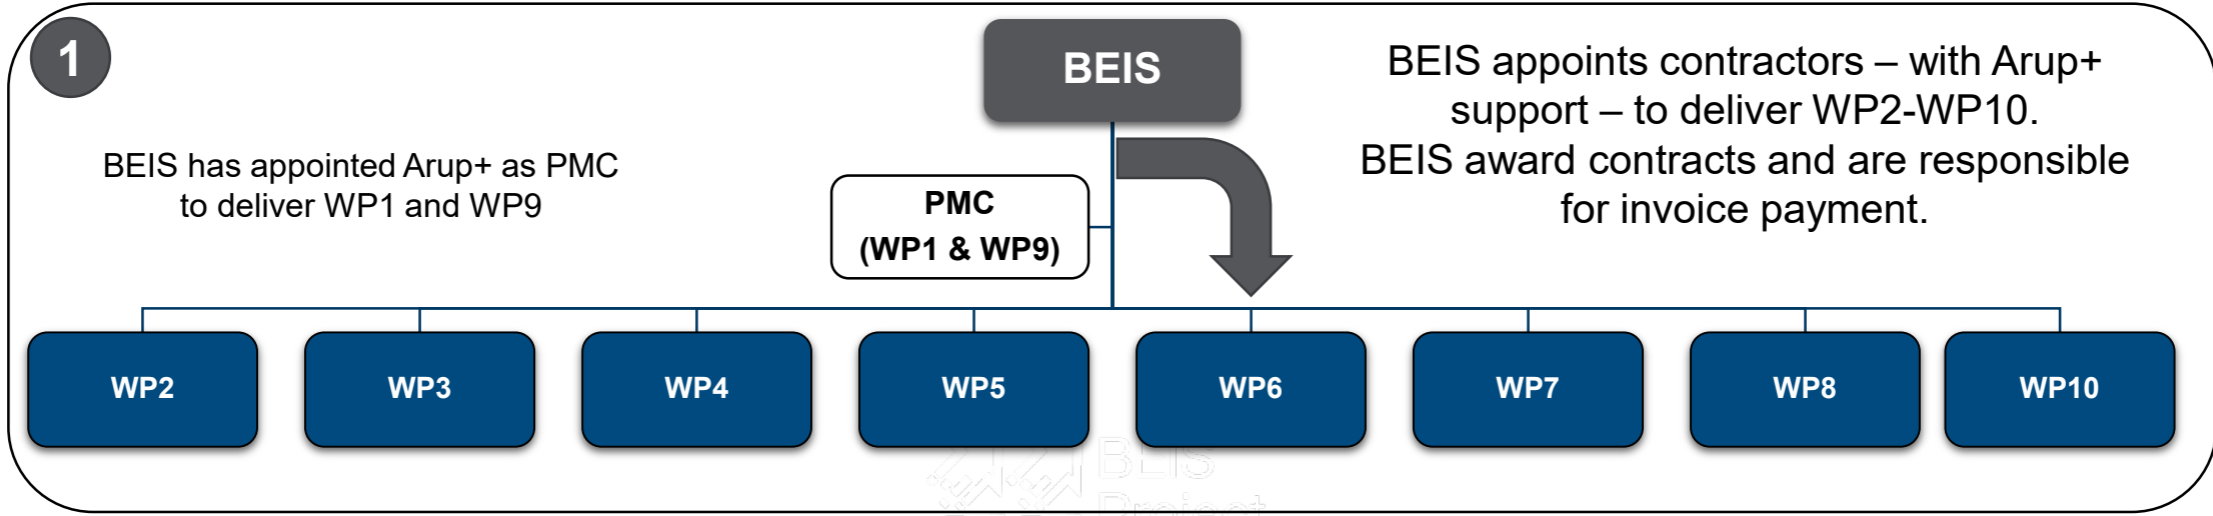 1
BEIS
BEIS appoints contractors – with Arup+
support – to deliver WP2-WP10.
BEIS award contracts and are responsible
for invoice payment.
BEIS has appointed Arup+ as PMC
to deliver WP1 and WP9
PMC
(WP1 & WP9)
WP2
WP3
WP4
WP5
WP6
WP7
WP8
WP10
BEIS
Project